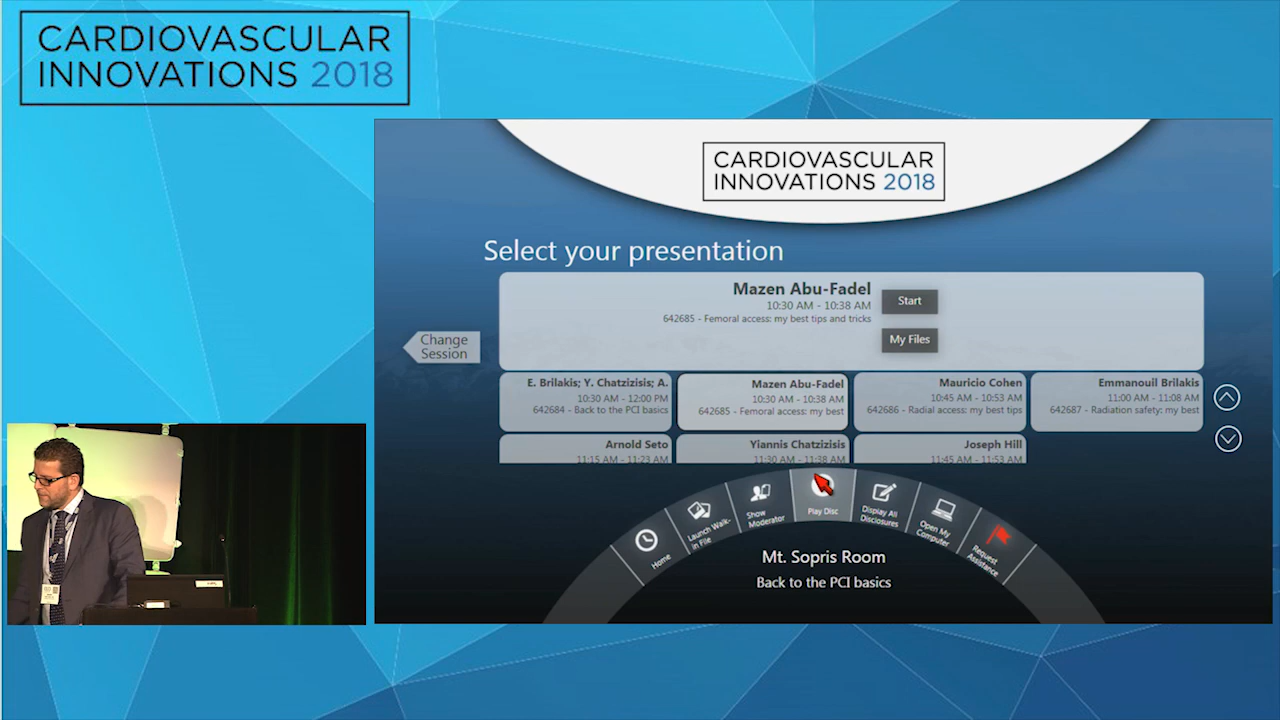 CARDIOVASCULAR
INNOVATIONS 2018
CARDIOVASCULAR
INNOVATIONS 2018
Select your presentation
Mazen Abu-Fadel
10:30 AM - 10:38 AM
642685 - Femoral access: my best tips and tricks
Start
My Files
Change
Session
E. Brilakis; Y. Chatzizisis; A.
10:30 AM - 12:00 PM
642684 - Back to the PCI basics
Mazen Abu-Fadel
10:30 AM - 10:38 AM
642685 - Femoral access: my best
Mauricio Cohen
10:45 AM - 10:53 AM
642686 - Radial access: my best tips
Emmanouil Brilakis
11:00 AM - 11:08 AM
642687 - Radiation safety: my best
Arnold Seto
11:15 AM - 11:23 AM
Yiannis Chatzizisis
11:30 AM - 11:38 AM
Joseph Hill
11:45 AM - 11:53 AM
Home
Launch Walk-
in File
Show
Moderator
Play Disc
Display All
Disclosures
Open My
Computer
Request
Assistance
Mt. Sopris Room
Back to the PCI basics